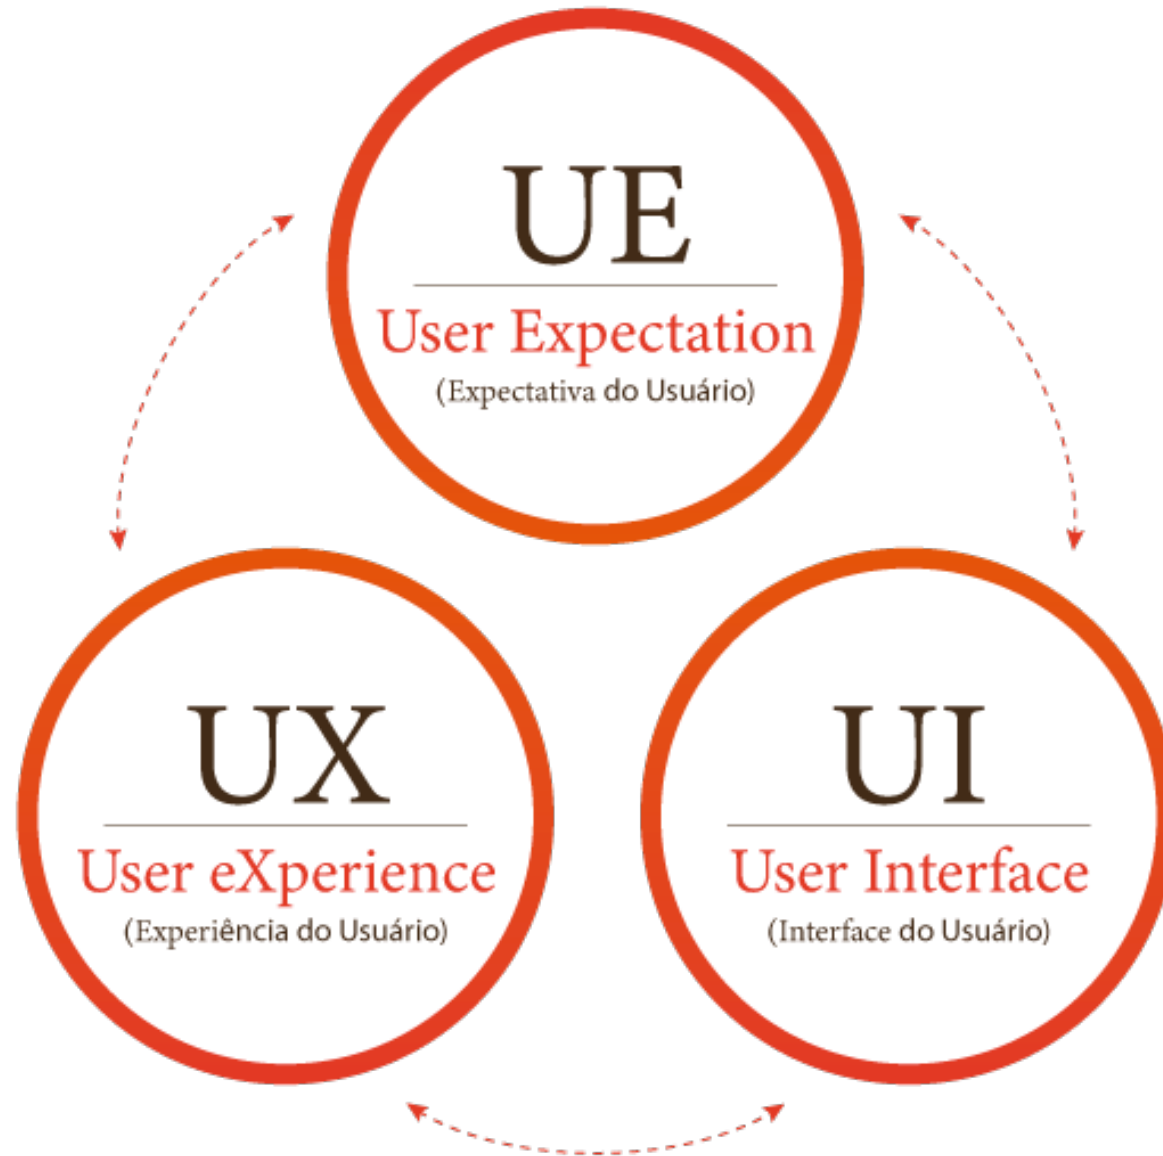 UE
User Expectation
(Expectativa do Usuário)
UX
User eXperience
(Experiência do Usuário)
UI
User Interface
(Interface do Usuário)